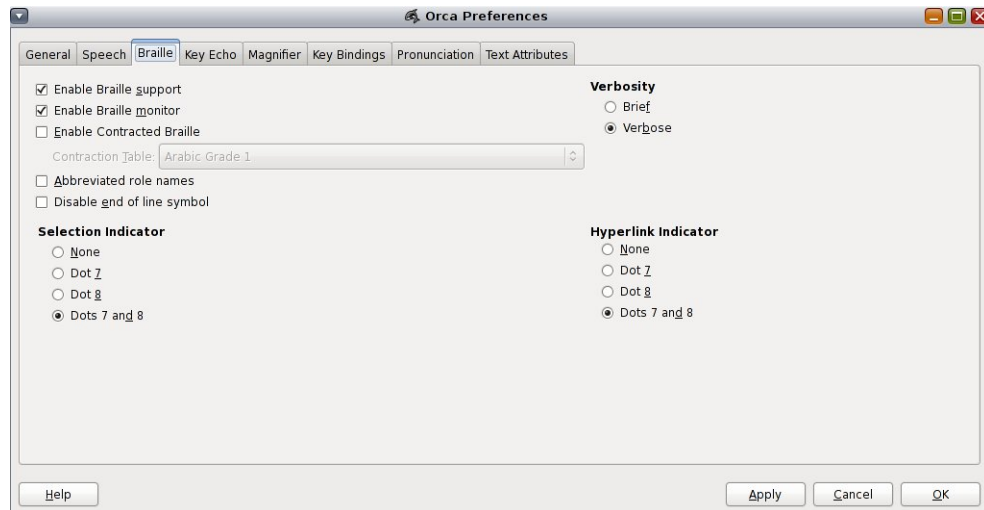 Orca Preferences
General Speech Braille Key Echo Magnifier Key Bindings Pronunciation Text Attributes
Enable Braille support
Enable Braille monitor
Enable Contracted Braille
Contraction Table: Arabic Grade 1
Abbreviated role names
Disable end of line symbol
Verbosity
Brief
Verbose
Selection Indicator
None
Dot 7
Dot 8
Dots 7 and 8
Hyperlink Indicator
None
Dot 7
Dot 8
Dots 7 and 8
Help Apply Cancel OK